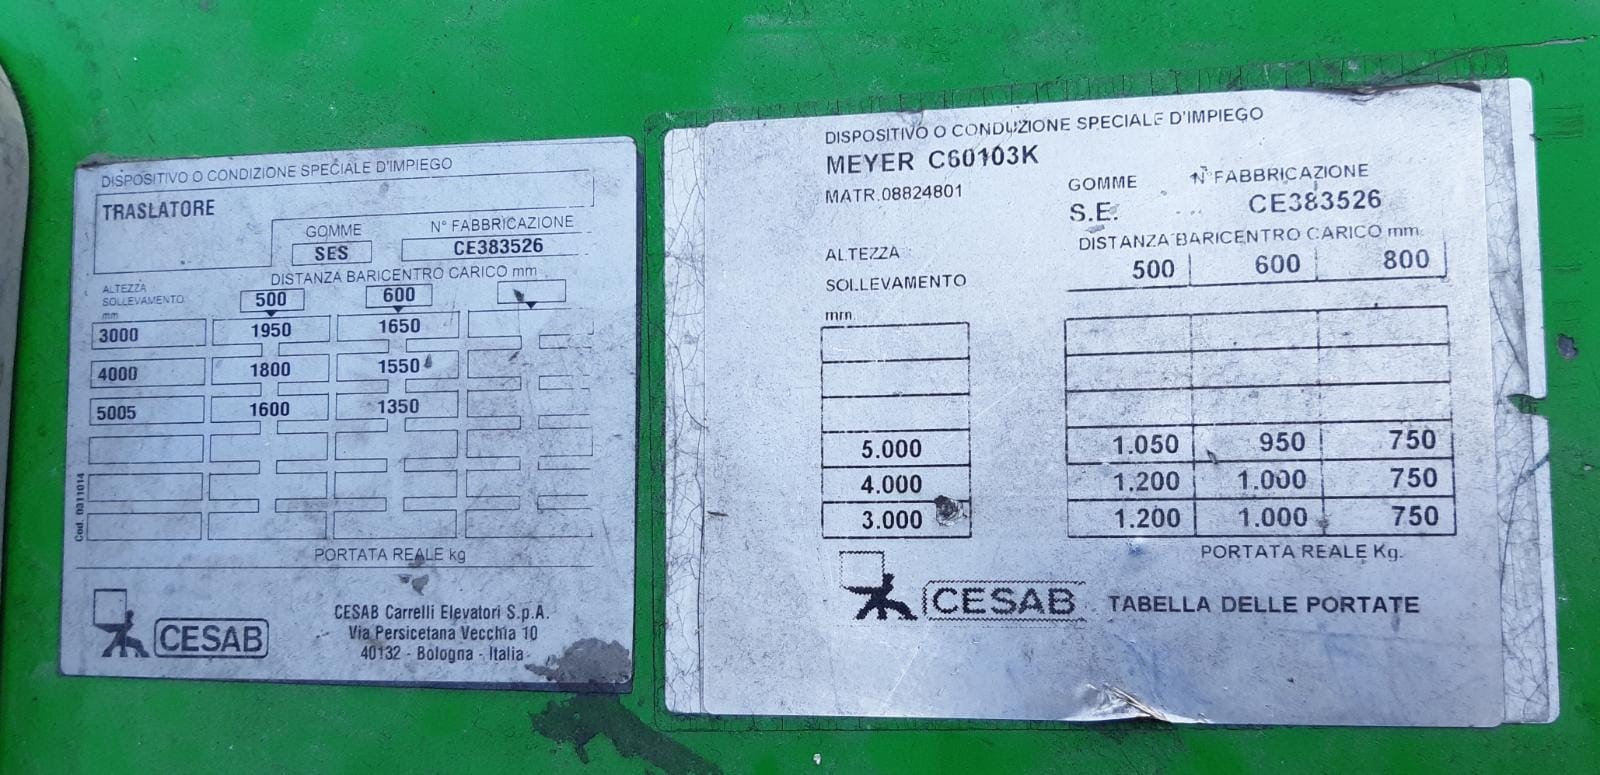 DISPOSITIVO O CONDIZIONE SPECIALE D'IMPIEGO
TRASLATORE
GOMME N° FABBRICAZIONE
SES CE383526
DISTANZA BARICENTRO CARICO mm
ALTEZZA
SOLLEVAMENTO
mm
500 600
3000 1950 1650
4000 1800 1550
5005 1600 1350
Cod. 0311014
PORTATA REALE kg
CESAB
CESAB Carrelli Elevatori S.p.A.
Via Persicetana Vecchia 10
40132 - Bologna - Italia
DISPOSITIVO O CONDUZIONE SPECIALE D'IMPIEGO
MEYER C60103K
MATR.08824801
GOMME N° FABBRICAZIONE
S.E. CE383526
ALTEZZA
SOLLEVAMENTO
mm
DISTANZA BARICENTRO CARICO mm
500 600 800
5.000 1.050 950 750
4.000 1.200 1.000 750
3.000 1.200 1.000 750
PORTATA REALE Kg.
CESAB TABELLA DELLE PORTATE